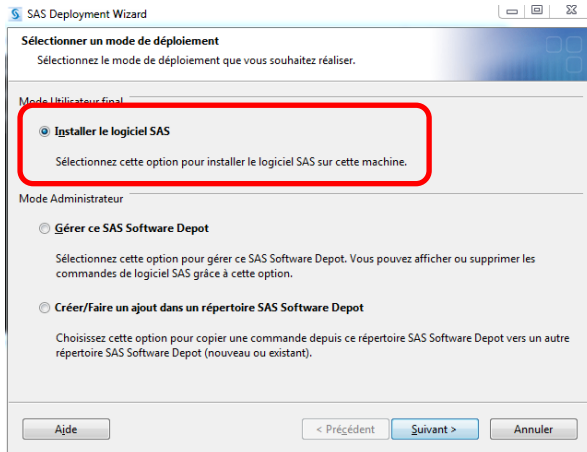 SAS Deployment Wizard
Sélectionner un mode de déploiement
Sélectionnez le mode de déploiement que vous souhaitez réaliser.
Mode Utilisateur final
Installer le logiciel SAS
Sélectionnez cette option pour installer le logiciel SAS sur cette machine.
Mode Administrateur
Gérer ce SAS Software Depot
Sélectionnez cette option pour gérer ce SAS Software Depot. Vous pouvez afficher ou supprimer les
commandes de logiciel SAS grâce à cette option.
Créer/Faire un ajout dans un répertoire SAS Software Depot
Choisissez cette option pour copier une commande depuis ce répertoire SAS Software Depot vers un autre
répertoire SAS Software Depot (nouveau ou existant).
Aide
< Précédent
Suivant >
Annuler